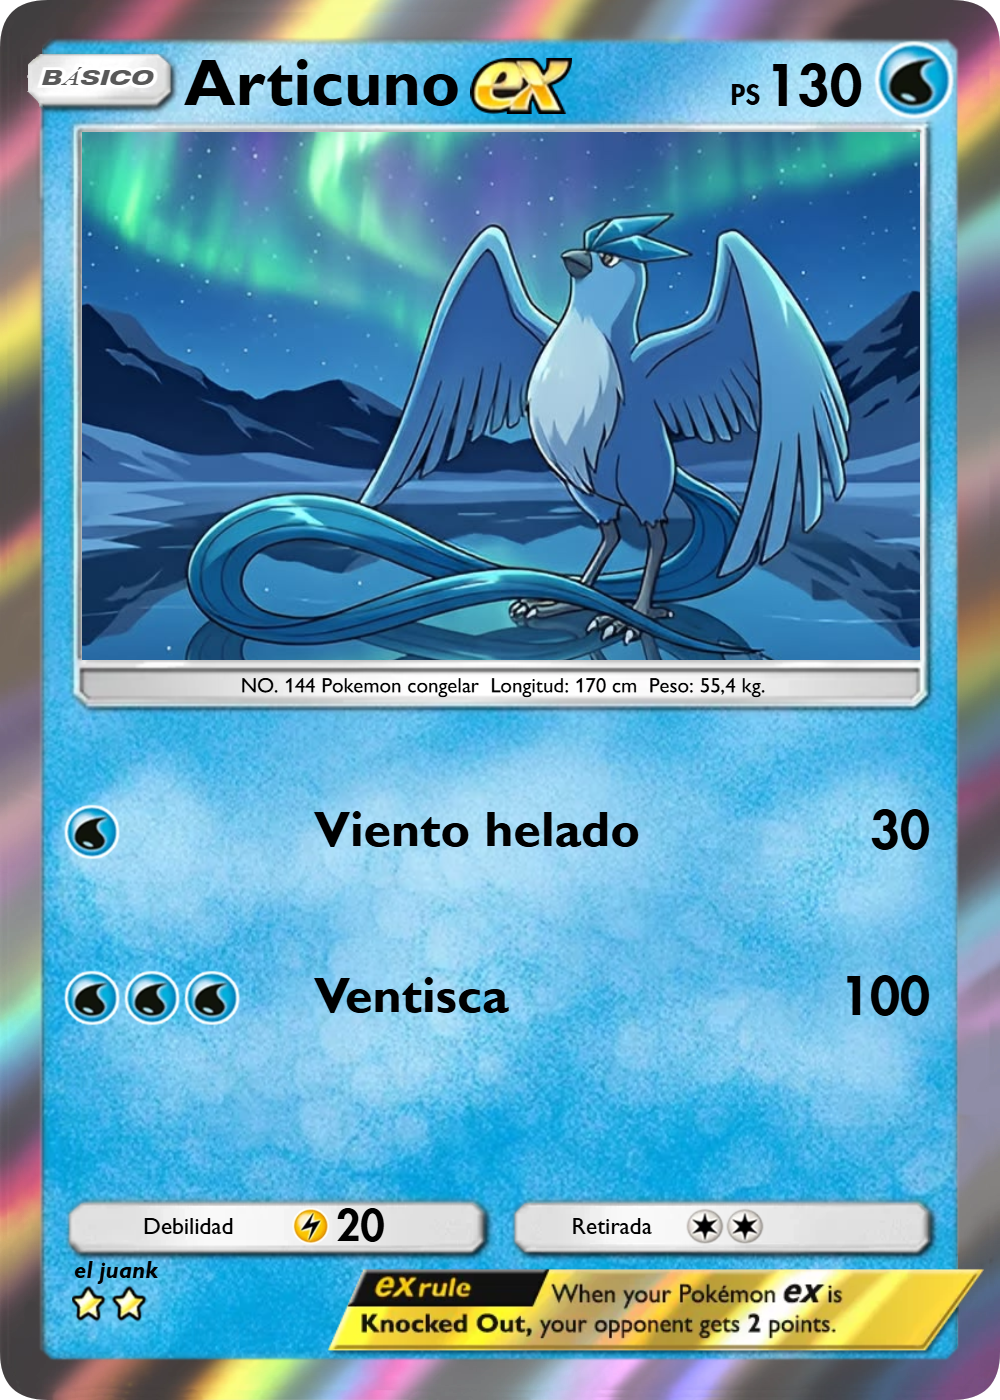 BÁSICO Articuno ex PS 130
NO. 144 Pokemon congelar Longitud: 170 cm Peso: 55,4 kg.
Viento helado 30
Ventisca 100
Debilidad 20 Retirada
el juank
ex rule When your Pokémon ex is
Knocked Out, your opponent gets 2 points.